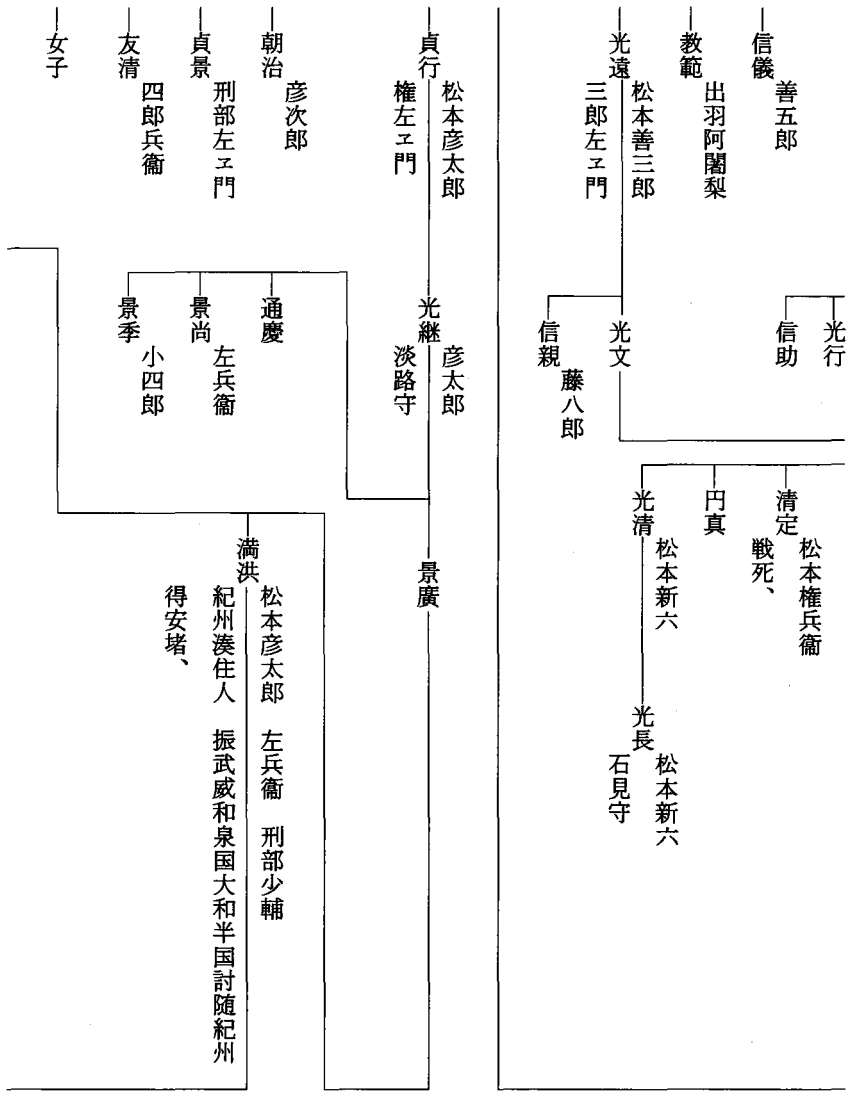 信儀
善五郎
教範
出羽阿闍梨
光遠
松本善三郎
三郎左ヱ門
光行
信助
光文
信親
藤八郎
清定
松本権兵衞
戦死、
円真
光清
松本新六
光長
松本新六
石見守
貞行
松本彦太郎
権左ヱ門
朝治
彦次郎
貞景
刑部左ヱ門
友清
四郎兵衞
女子
光継
彦太郎
淡路守
通慶
景尚
左兵衞
景季
小四郎
景廣
満洪
松本彦太郎　左兵衞　刑部少輔
紀州湊住人　振武威和泉国大和半国討随紀州
得安堵、